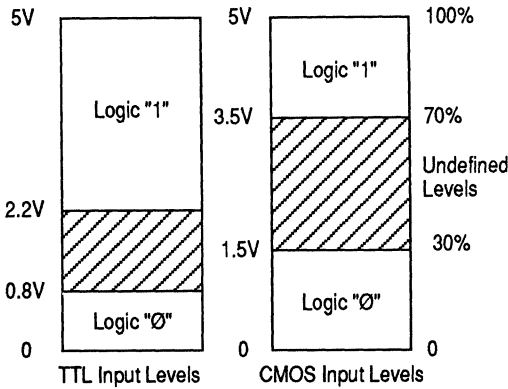 5V
Logic "1"
2.2V
0.8V
Logic "Ø"
0
TTL Input Levels
5V
100%
Logic "1"
3.5V
70%
Undefined
Levels
1.5V
30%
Logic "Ø"
0
0
CMOS Input Levels